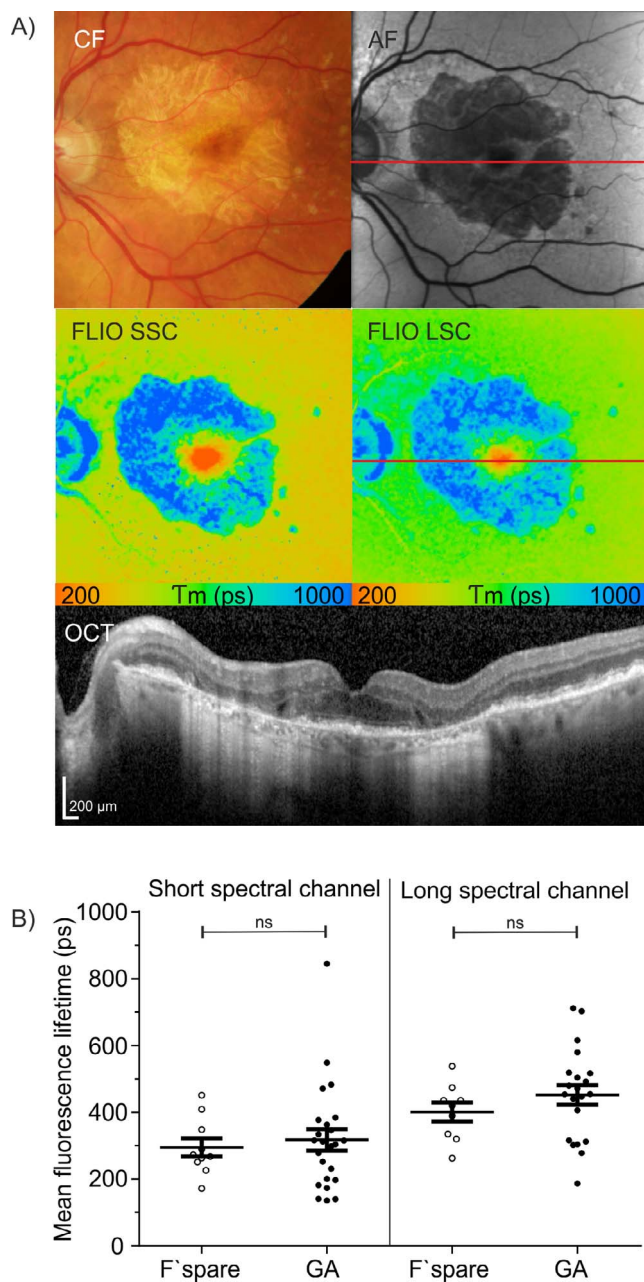 A)
CF
AF
FLIO SSC
FLIO LSC
200 Tm (ps) 1000
200 Tm (ps) 1000
OCT
200 µm
B)
Short spectral channel
Long spectral channel
Mean fluorescence lifetime (ps)
1000
800
600
400
200
0
ns
ns
F`spare
GA
F`spare
GA